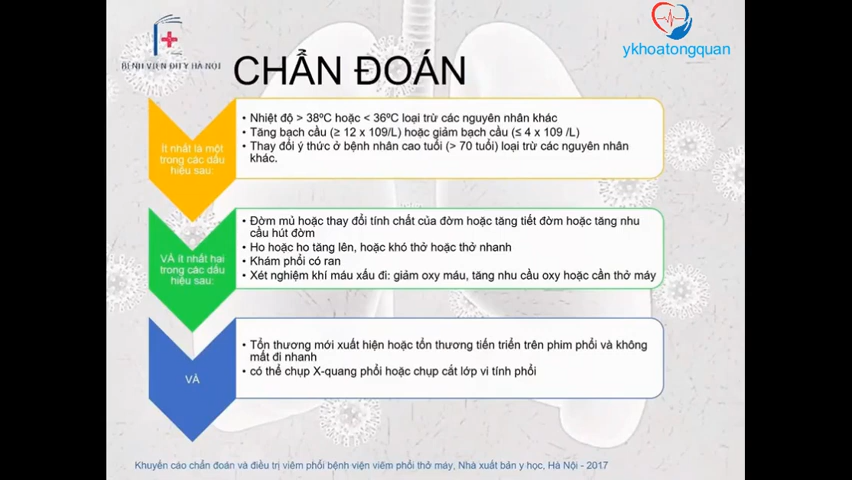 BỆNH VIỆN ĐH Y HÀ NỘI
ykhoatongquan
CHẨN ĐOÁN
Ít nhất là một
trong các dấu
hiệu sau:
• Nhiệt độ > 38ºC hoặc < 36ºC loại trừ các nguyên nhân khác
• Tăng bạch cầu (≥ 12 x 109/L) hoặc giảm bạch cầu (≤ 4 x 109 /L)
• Thay đổi ý thức ở bệnh nhân cao tuổi (> 70 tuổi) loại trừ các nguyên nhân
khác.
VÀ ít nhất hai
trong các dấu
hiệu sau:
• Đờm mủ hoặc thay đổi tính chất của đờm hoặc tăng tiết đờm hoặc tăng nhu
cầu hút đờm
• Ho hoặc ho tăng lên, hoặc khó thở hoặc thở nhanh
• Khám phổi có ran
• Xét nghiệm khí máu xấu đi: giảm oxy máu, tăng nhu cầu oxy hoặc cần thở máy
VÀ
• Tổn thương mới xuất hiện hoặc tổn thương tiến triển trên phim phổi và không
mất đi nhanh
• có thể chụp X-quang phổi hoặc chụp cắt lớp vi tính phổi
Khuyến cáo chẩn đoán và điều trị viêm phổi bệnh viện viêm phổi thở máy, Nhà xuất bản y học, Hà Nội - 2017